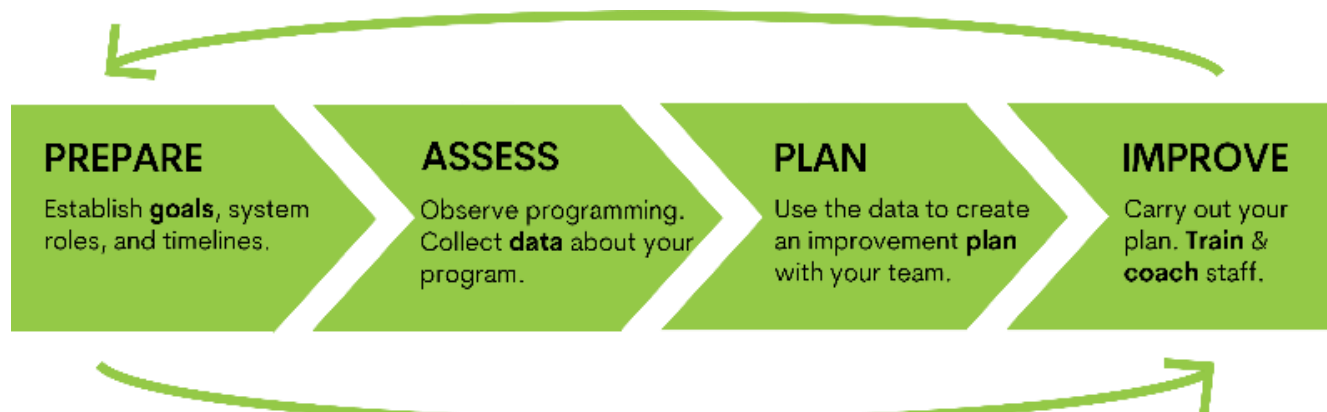 PREPARE
Establish goals, system
roles, and timelines.
ASSESS
Observe programming.
Collect data about your
program.
PLAN
Use the data to create
an improvement plan
with your team.
IMPROVE
Carry out your
plan. Train &
coach staff.